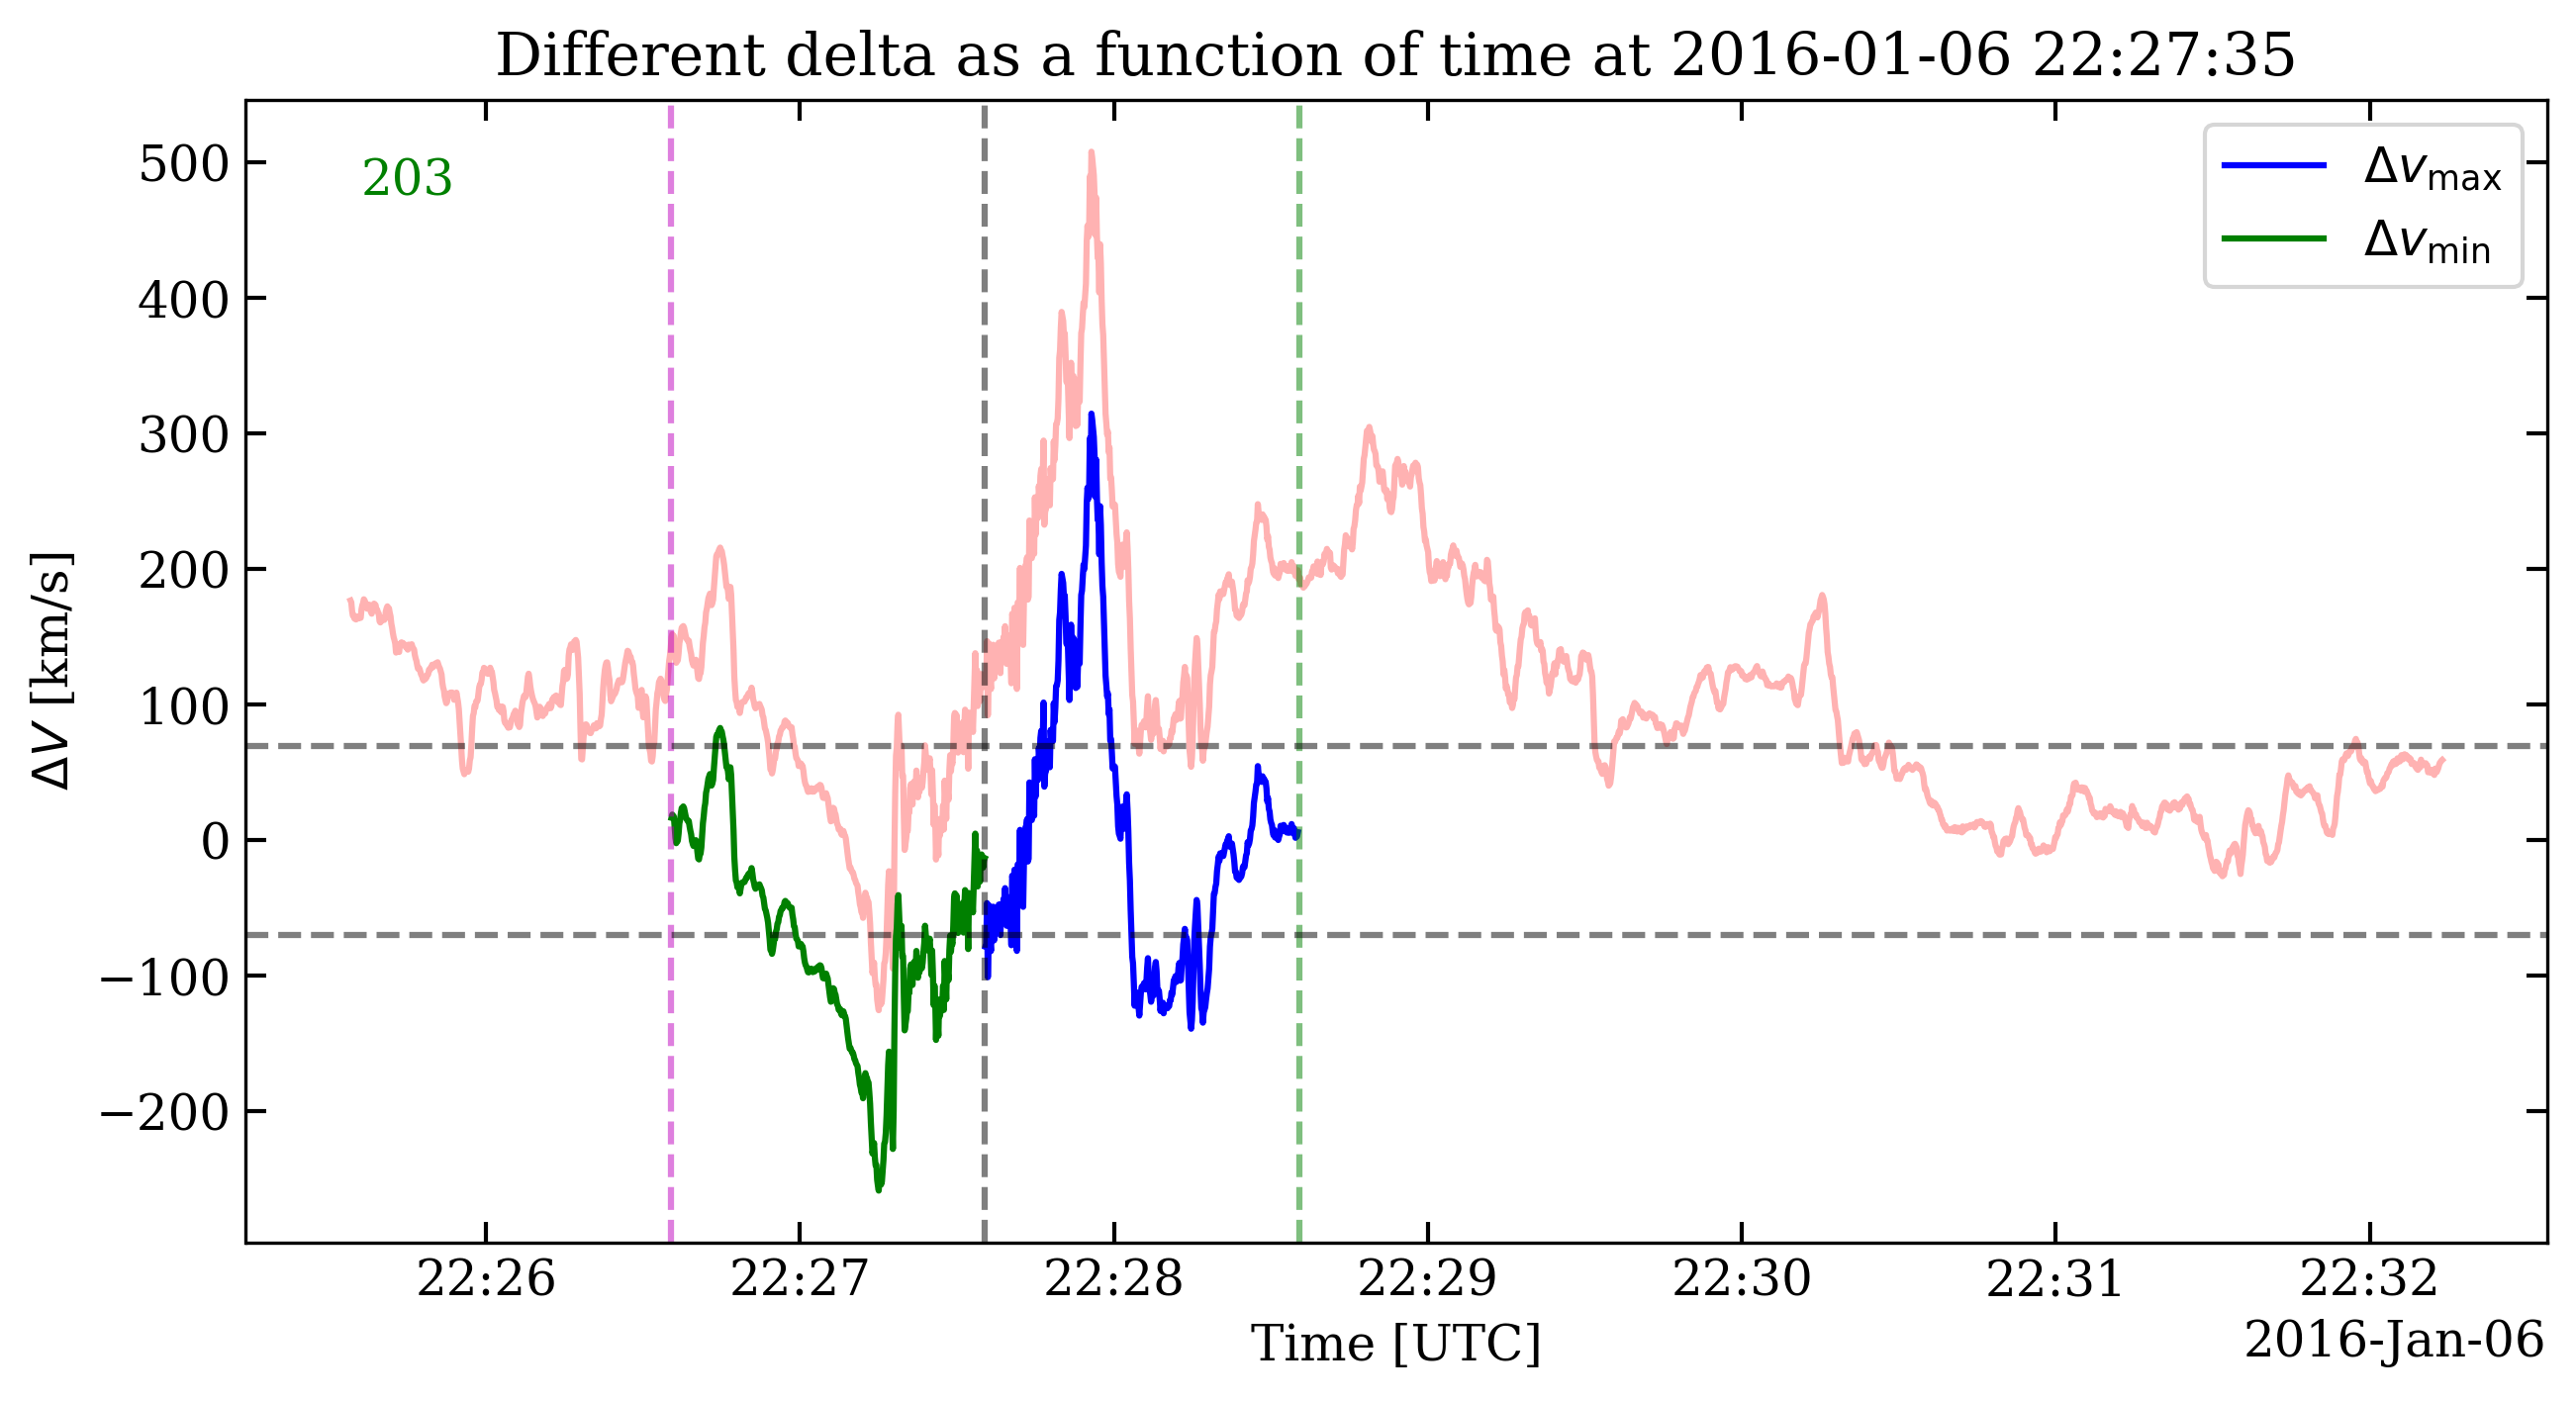 Different delta as a function of time at 2016-01-06 22:27:35
203
Δv_max
Δv_min
ΔV [km/s]
500
400
300
200
100
0
−100
−200
22:26 22:27 22:28 22:29 22:30 22:31 22:32
Time [UTC]
2016-Jan-06